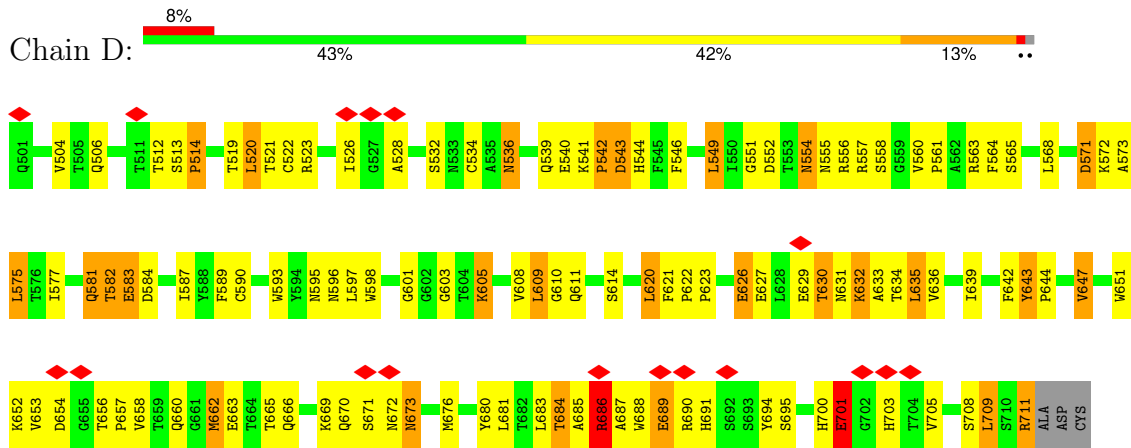 8%
Chain D:
43% 42% 13% ••
Q501 V504 T505 Q506 T511 T512 S513 P514 T519 L520 T521 C522 R523 I526 G527 A528 S532 N533 C534 A535 N536 Q539 E540 K541 P542 D543 H544 F545 F546 L549 I550 G551 D552 T553 N554 N555 R556 R557 S558 G559 V560 P561 A562 R563 F564 S565 L568 D571 K572 A573
L575 T576 I577 Q581 T582 E583 D584 I587 Y588 F589 C590 W593 Y594 N595 N596 L597 W598 G601 G602 G603 T604 K605 V608 L609 G610 Q611 S614 L620 F621 P622 P623 E626 E627 L628 E629 T630 N631 K632 A633 T634 L635 V636 I639 F642 Y643 P644 V647 W651
K652 V653 D654 G655 T656 P657 V658 T659 Q660 G661 M662 E663 T664 T665 Q666 K669 Q670 S671 N672 N673 M676 Y680 L681 T682 L683 T684 A685 R686 A687 W688 E689 R690 H691 S692 S693 Y694 S695 H700 E701 G702 H703 T704 V705 S708 L709 S710 R711 ALA ASP CYS